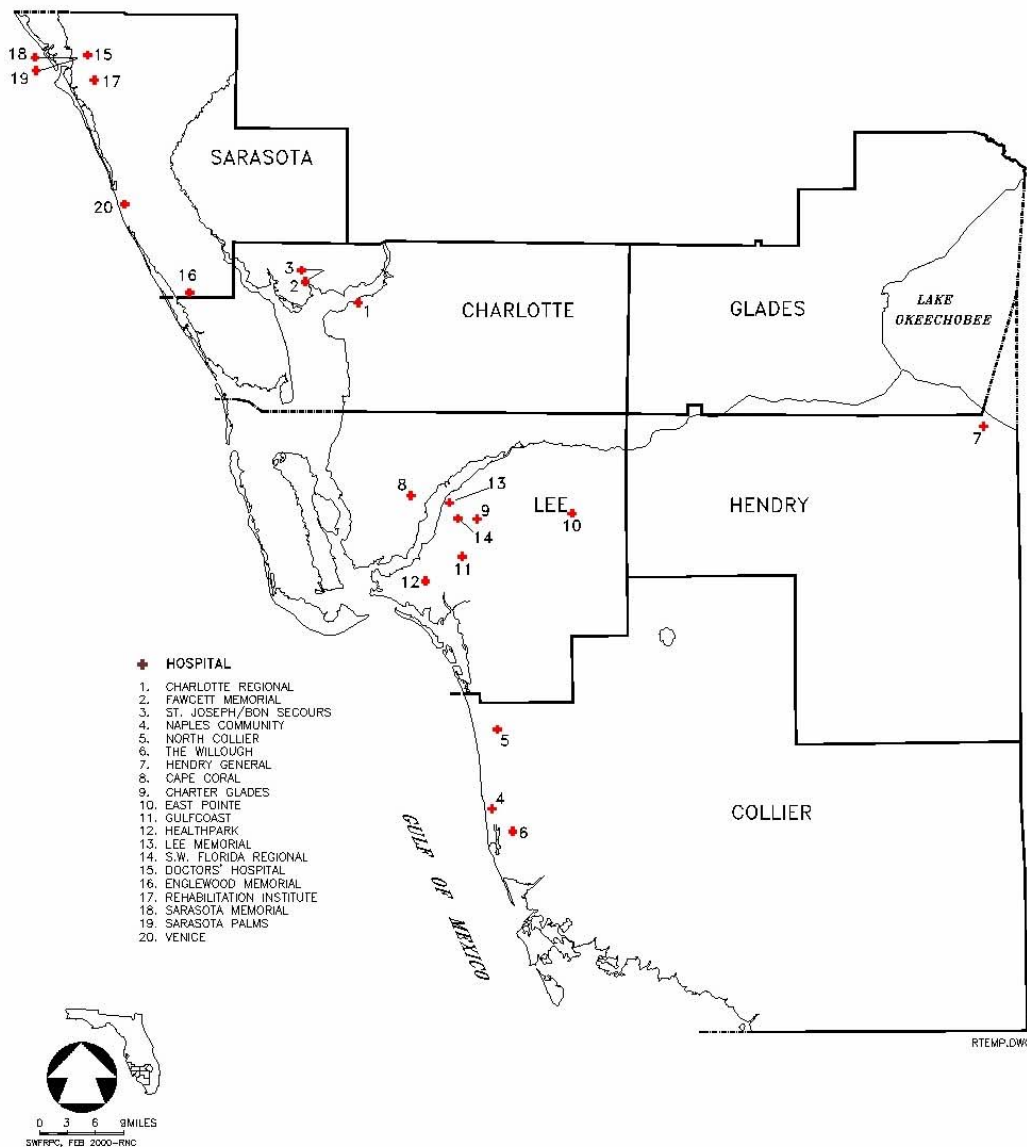 18
15
19
17
SARASOTA
20
16
3
2
1
CHARLOTTE
GLADES
LAKE
OKEECHOBEE
7
8
13
LEE
9
10
HENDRY
14
11
12
HOSPITAL
1. CHARLOTTE REGIONAL
2. FAWCETT MEMORIAL
3. ST. JOSEPH/BON SECOURS
4. NAPLES COMMUNITY
5. NORTH COLLIER
6. THE WILLOUGH
7. HENDRY GENERAL
8. CAPE CORAL
9. CHARTER GLADES
10. EAST POINTE
11. GULFCOAST
12. HEALTHPARK
13. LEE MEMORIAL
14. S.W. FLORIDA REGIONAL
15. DOCTORS' HOSPITAL
16. ENGLEWOOD MEMORIAL
17. REHABILITATION INSTITUTE
18. SARASOTA MEMORIAL
19. SARASOTA PALMS
20. VENICE
5
4
6
COLLIER
GULF OF MEXICO
RTEMP.DWG
0 3 6 9MILES
SWFRPC, FEB 2000-RNC